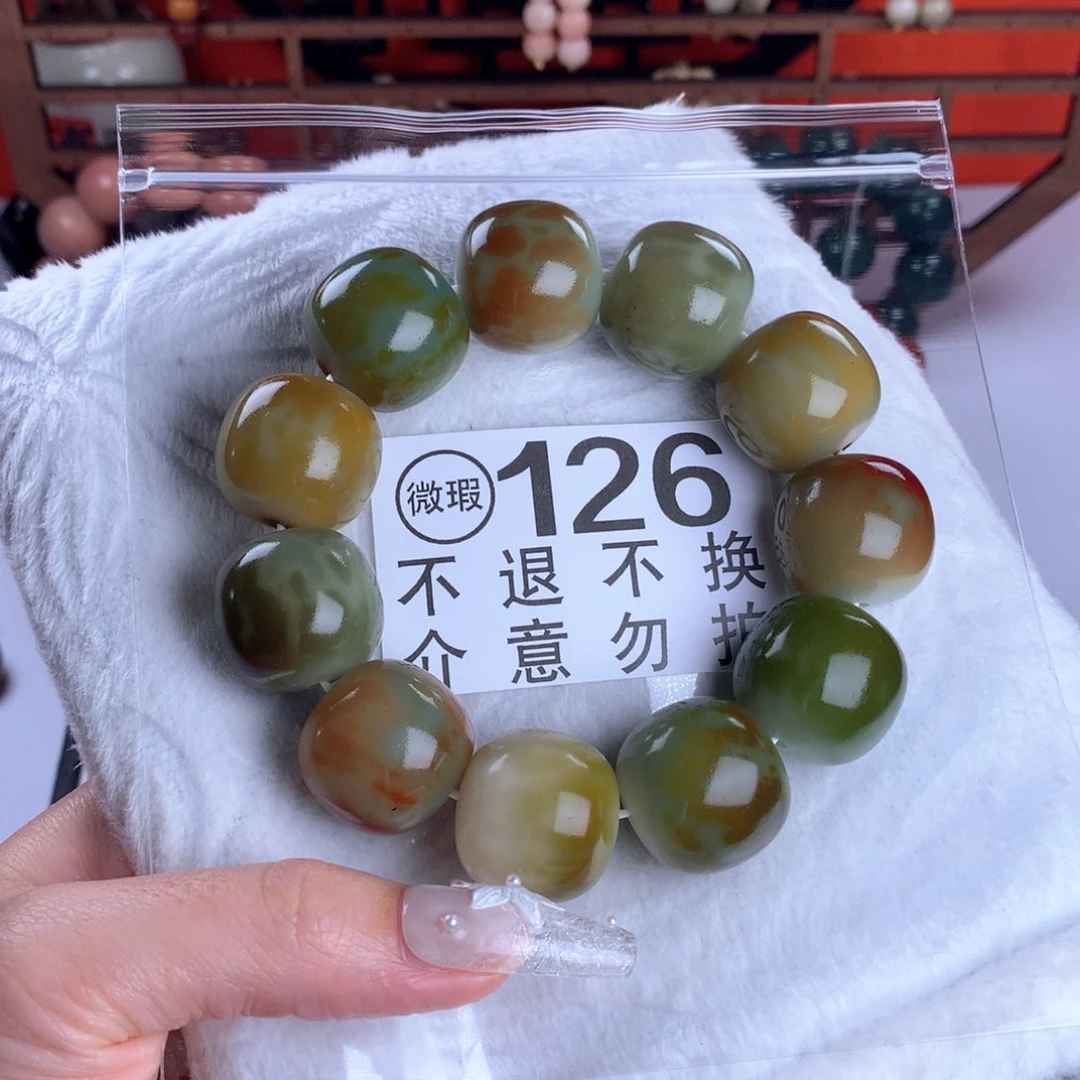 微瑕 126
不 退 不 换
介 意 勿 拍